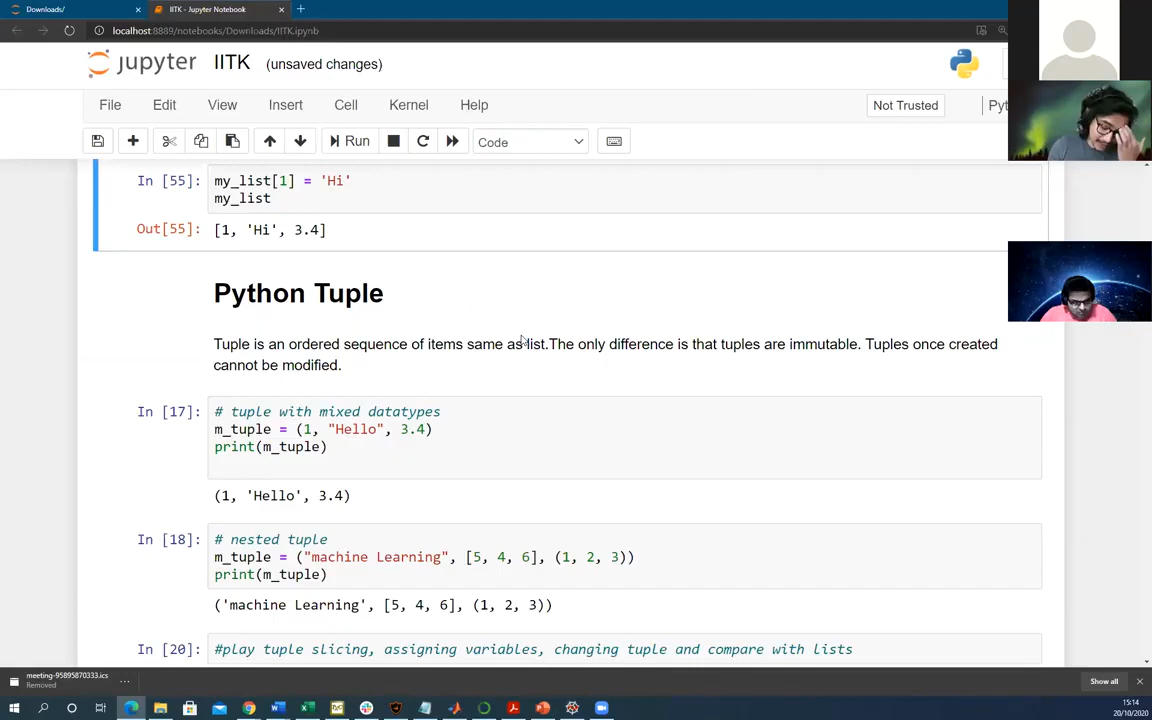 Downloads/
IITK - Jupyter Notebook
localhost:8889/notebooks/Downloads/IITK.ipynb
jupyter IITK (unsaved changes)
File Edit View Insert Cell Kernel Help Not Trusted Pyt
Run Code
In [55]: my_list[1] = 'Hi'
my_list
Out[55]: [1, 'Hi', 3.4]
Python Tuple
Tuple is an ordered sequence of items same as list.The only difference is that tuples are immutable. Tuples once created
cannot be modified.
In [17]: # tuple with mixed datatypes
m_tuple = (1, "Hello", 3.4)
print(m_tuple)
(1, 'Hello', 3.4)
In [18]: # nested tuple
m_tuple = ("machine Learning", [5, 4, 6], (1, 2, 3))
print(m_tuple)
('machine Learning', [5, 4, 6], (1, 2, 3))
In [20]: #play tuple slicing, assigning variables, changing tuple and compare with lists
meeting-95895870333.ics
Removed
Show all
15:14
20/10/2020